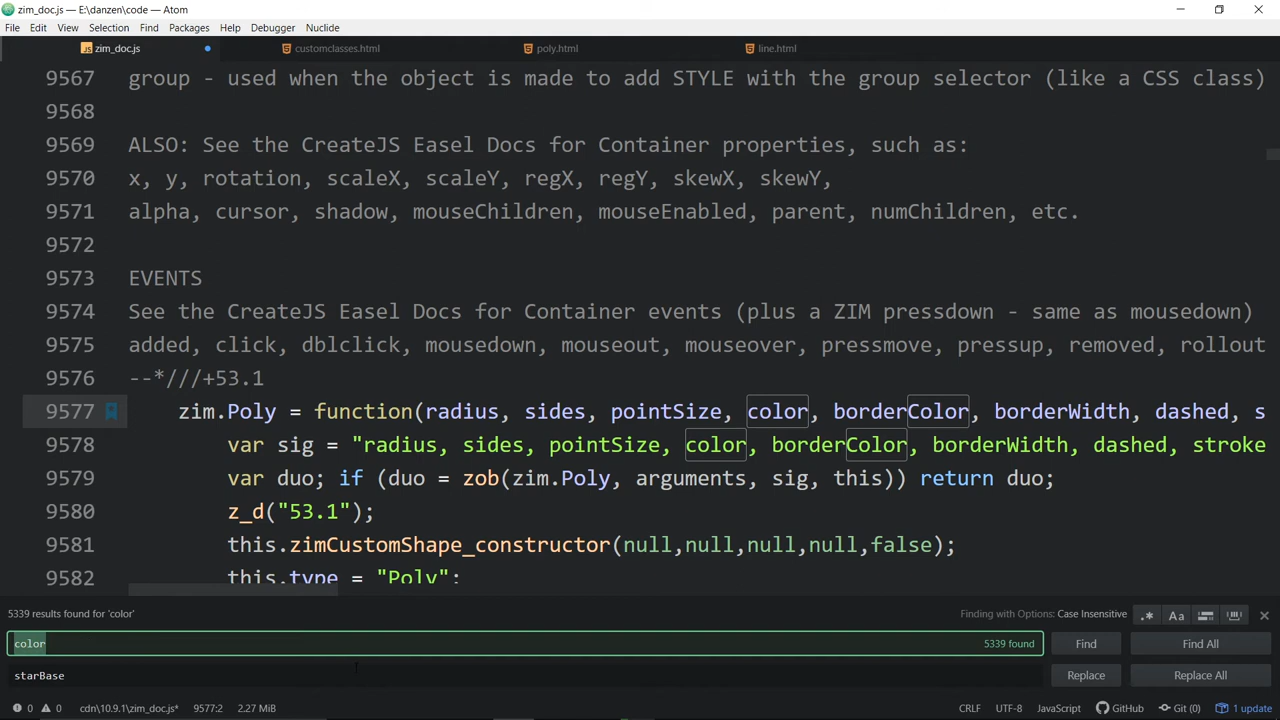 zim_doc.js — E:\danzen\code — Atom
File Edit View Selection Find Packages Help Debugger Nuclide
zim_doc.js customclasses.html poly.html line.html
9567 group - used when the object is made to add STYLE with the group selector (like a CSS class)
9568
9569 ALSO: See the CreateJS Easel Docs for Container properties, such as:
9570 x, y, rotation, scaleX, scaleY, regX, regY, skewX, skewY,
9571 alpha, cursor, shadow, mouseChildren, mouseEnabled, parent, numChildren, etc.
9572
9573 EVENTS
9574 See the CreateJS Easel Docs for Container events (plus a ZIM pressdown - same as mousedown)
9575 added, click, dblclick, mousedown, mouseout, mouseover, pressmove, pressup, removed, rollout
9576 --*///+53.1
9577 zim.Poly = function(radius, sides, pointSize, color, borderColor, borderWidth, dashed, s
9578 var sig = "radius, sides, pointSize, color, borderColor, borderWidth, dashed, stroke
9579 var duo; if (duo = zob(zim.Poly, arguments, sig, this)) return duo;
9580 z_d("53.1");
9581 this.zimCustomShape_constructor(null,null,null,null,false);
9582 this.type = "Poly";
5339 results found for 'color' Finding with Options: Case Insensitive .* Aa
color 5339 found Find Find All
starBase Replace Replace All
0 0 cdn\10.9.1\zim_doc.js* 9577:2 2.27 MiB CRLF UTF-8 JavaScript GitHub Git (0) 1 update